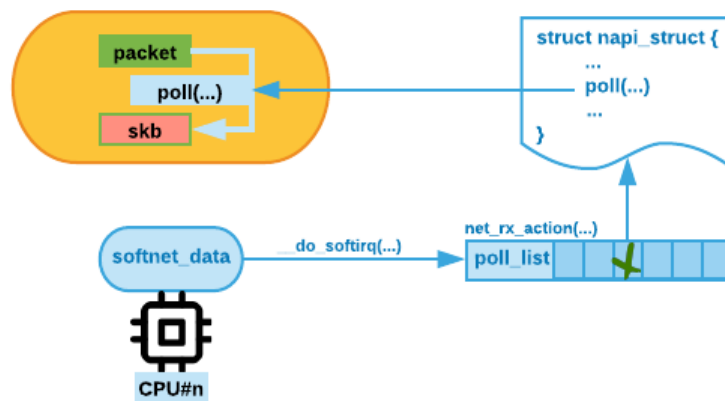 packet
poll(...)
skb
struct napi_struct {
...
poll(...)
...
}
softnet_data
__do_softirq(...)
net_rx_action(...)
poll_list
CPU#n